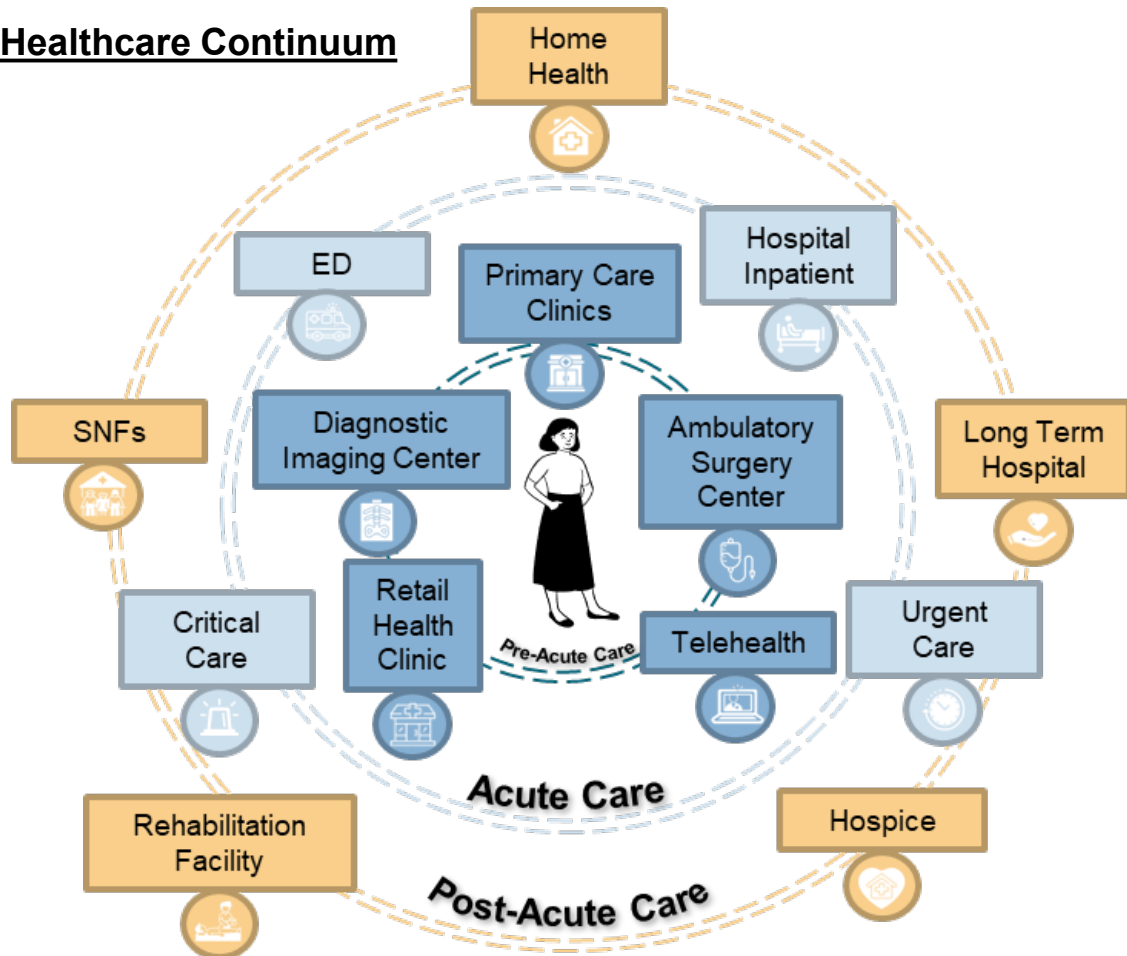 Healthcare Continuum
Home
Health
ED
Hospital
Inpatient
Primary Care
Clinics
Diagnostic
Imaging Center
Ambulatory
Surgery
Center
SNFs
Long Term
Hospital
Critical
Care
Retail
Health
Clinic
Pre-Acute Care
Telehealth
Urgent
Care
Acute Care
Rehabilitation
Facility
Hospice
Post-Acute Care